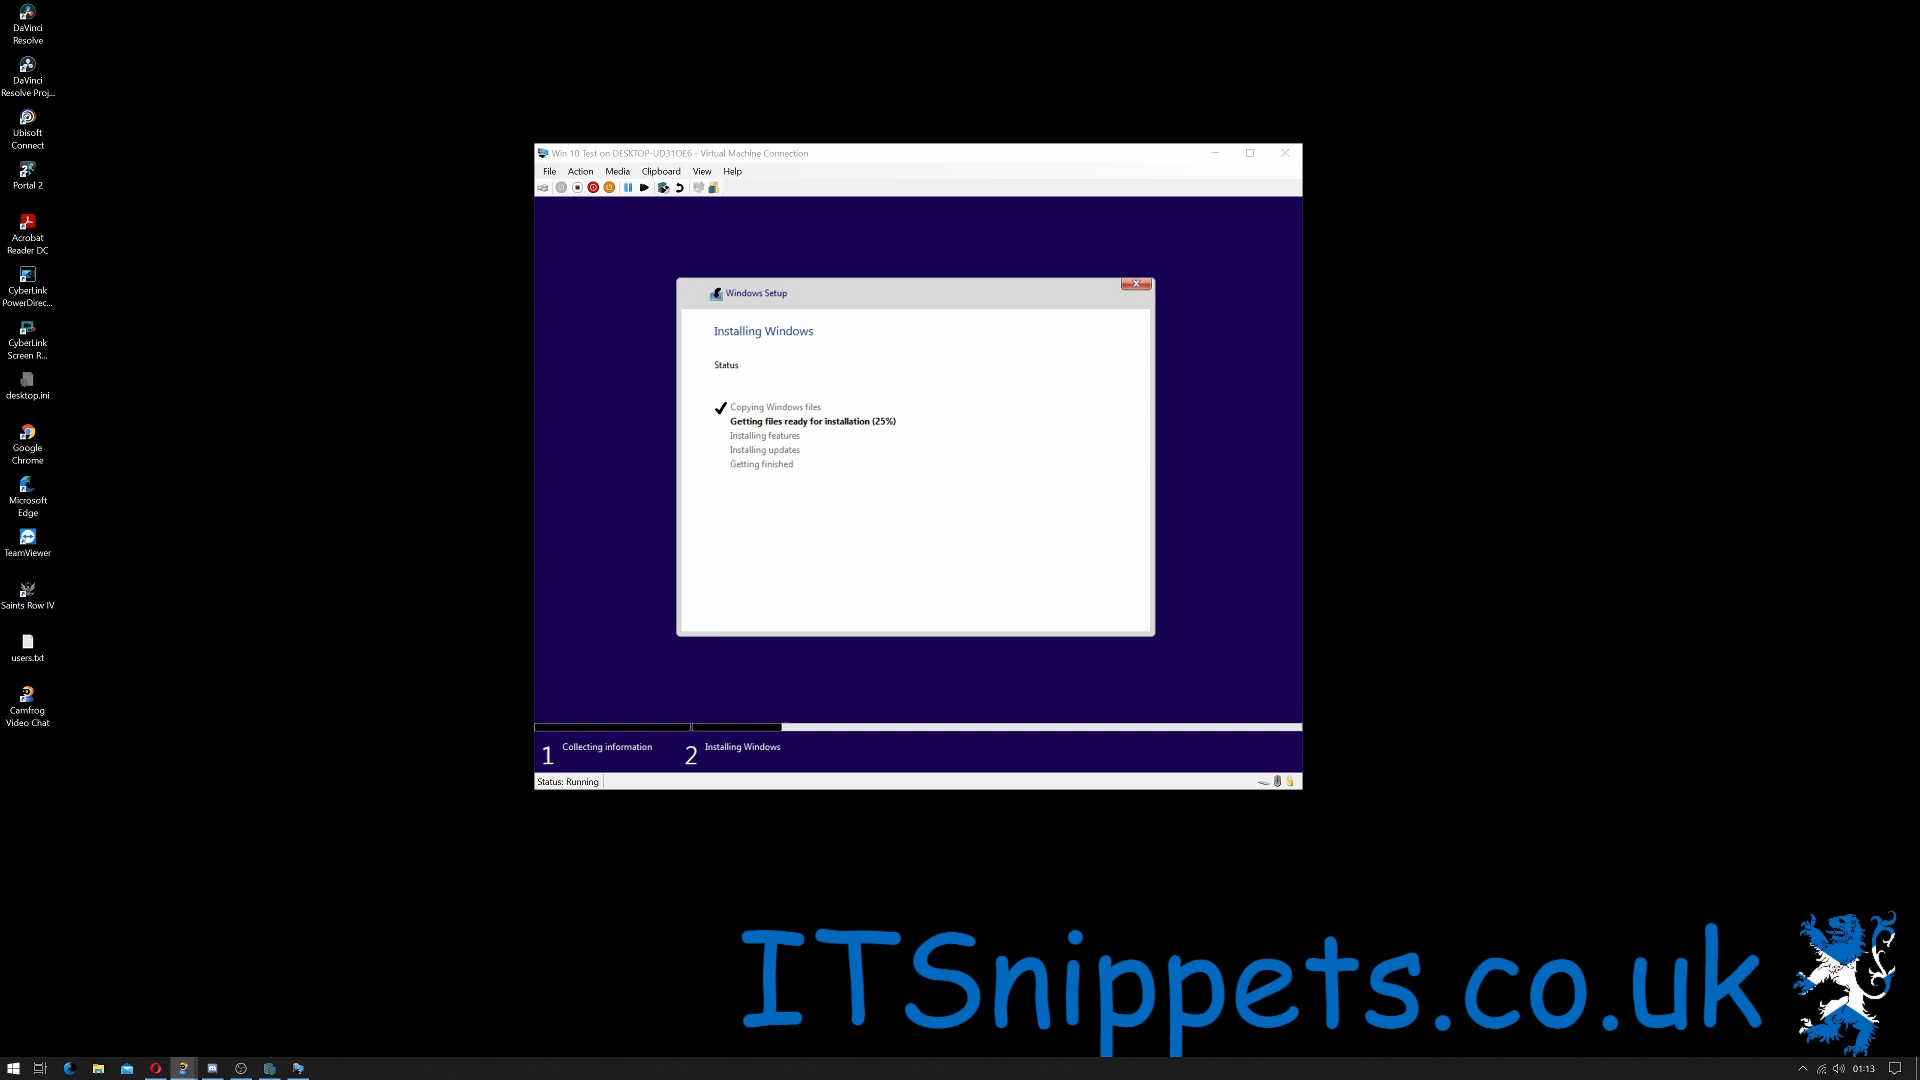 DaVinci
Resolve
DaVinci
Resolve Proj...
Ubisoft
Connect
Portal 2
Acrobat
Reader DC
CyberLink
PowerDirec...
CyberLink
Screen R...
desktop.ini
Google
Chrome
Microsoft
Edge
TeamViewer
Saints Row IV
users.txt
Camfrog
Video Chat
Win 10 Test on DESKTOP-UD31OE6 - Virtual Machine Connection
File Action Media Clipboard View Help
Windows Setup
Installing Windows
Status
Copying Windows files
Getting files ready for installation (25%)
Installing features
Installing updates
Getting finished
1 Collecting information 2 Installing Windows
Status: Running
ITSnippets.co.uk
01:13